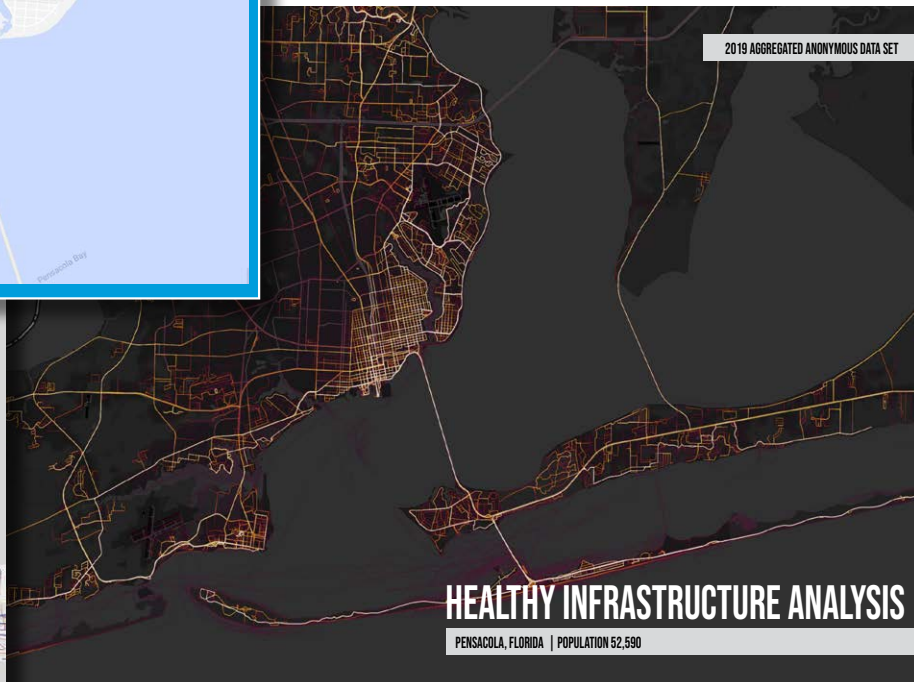 2019 AGGREGATED ANONYMOUS DATA SET
Pensacola Bay
HEALTHY INFRASTRUCTURE ANALYSIS
PENSACOLA, FLORIDA | POPULATION 52,590